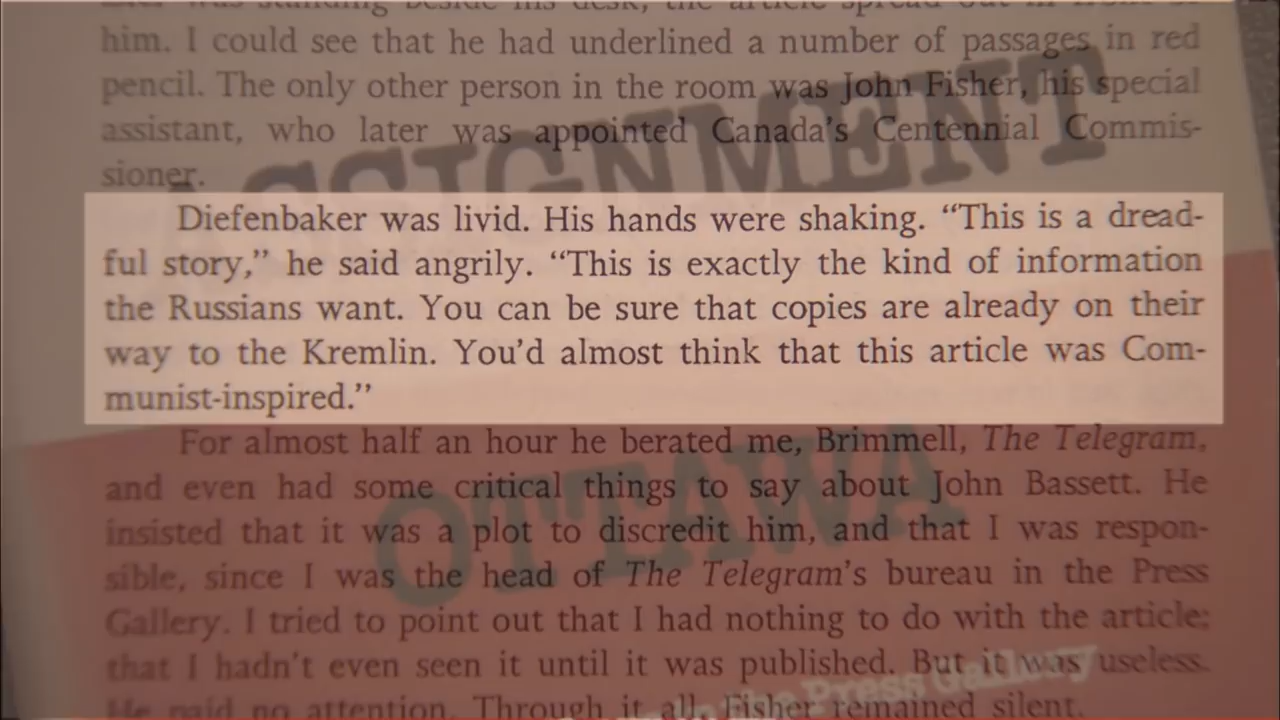 him. I could see that he had underlined a number of passages in red
pencil. The only other person in the room was John Fisher, his special
assistant, who later was appointed Canada's Centennial Commis-
sioner.
Diefenbaker was livid. His hands were shaking. “This is a dread-
ful story,” he said angrily. “This is exactly the kind of information
the Russians want. You can be sure that copies are already on their
way to the Kremlin. You'd almost think that this article was Com-
munist-inspired.”
For almost half an hour he berated me, Brimmell, The Telegram,
and even had some critical things to say about John Bassett. He
insisted that it was a plot to discredit him, and that I was respon-
sible, since I was the head of The Telegram's bureau in the Press
Gallery. I tried to point out that I had nothing to do with the article;
that I hadn't even seen it until it was published. But it was useless.
He paid no attention. Through it all, Fisher remained silent.
ASSIGNMENT
OTTAWA
The Press Gallery